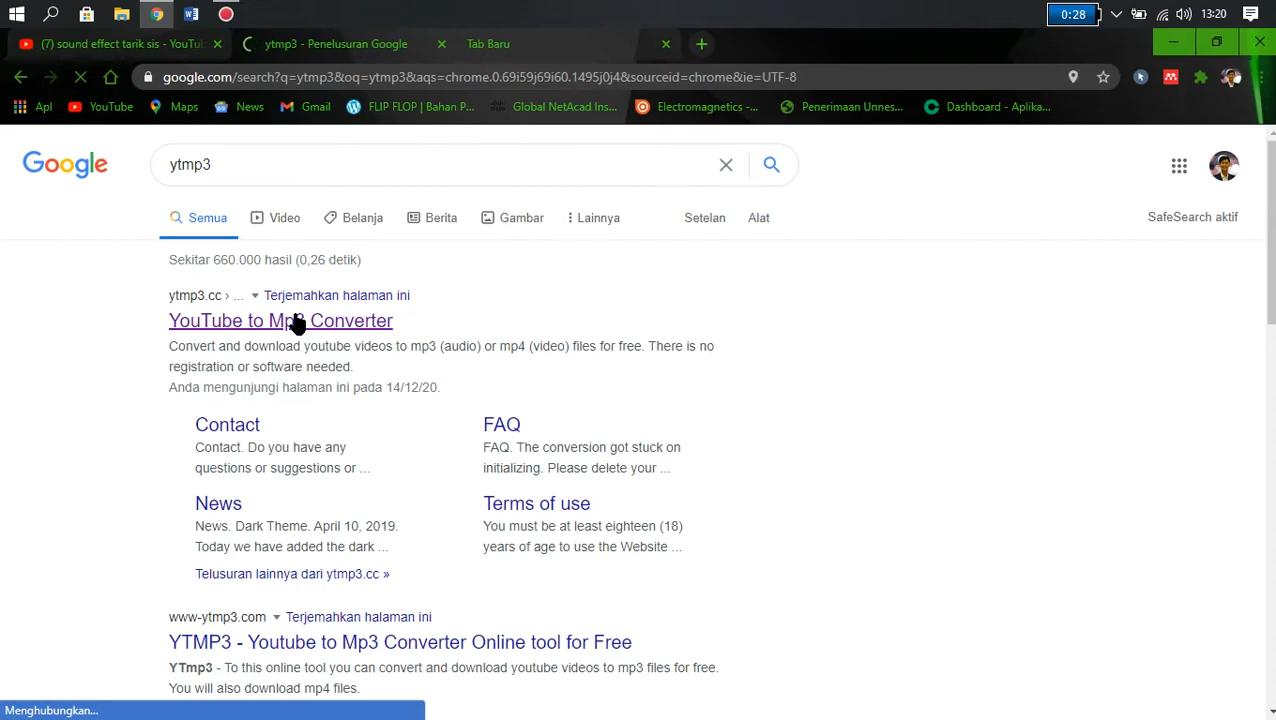 0:28
13:20
sound effect tarik sis - YouTu
ytmp3 - Penelusuran Google
Tab Baru
google.com/search?q=ytmp3&oq=ytmp3&aqs=chrome.0.69i59j69i60.1495j0j4&sourceid=chrome&ie=UTF-8
Apl
YouTube
Maps
News
Gmail
FLIP FLOP | Bahan P...
Global NetAcad Ins...
Electromagnetics -...
Penerimaan Unnes...
Dashboard - Aplika...
Google
ytmp3
Semua
Video
Belanja
Berita
Gambar
Lainnya
Setelan
Alat
SafeSearch aktif
Sekitar 660.000 hasil (0,26 detik)
ytmp3.cc › ... Terjemahkan halaman ini
YouTube to Mp3 Converter
Convert and download youtube videos to mp3 (audio) or mp4 (video) files for free. There is no
registration or software needed.
Anda mengunjungi halaman ini pada 14/12/20.
Contact
Contact. Do you have any
questions or suggestions or ...
FAQ
FAQ. The conversion got stuck on
initializing. Please delete your ...
News
News. Dark Theme. April 10, 2019.
Today we have added the dark ...
Terms of use
You must be at least eighteen (18)
years of age to use the Website ...
Telusuran lainnya dari ytmp3.cc »
www-ytmp3.com Terjemahkan halaman ini
YTMP3 - Youtube to Mp3 Converter Online tool for Free
YTmp3 - To this online tool you can convert and download youtube videos to mp3 files for free.
You will also download mp4 files.
Menghubungkan...